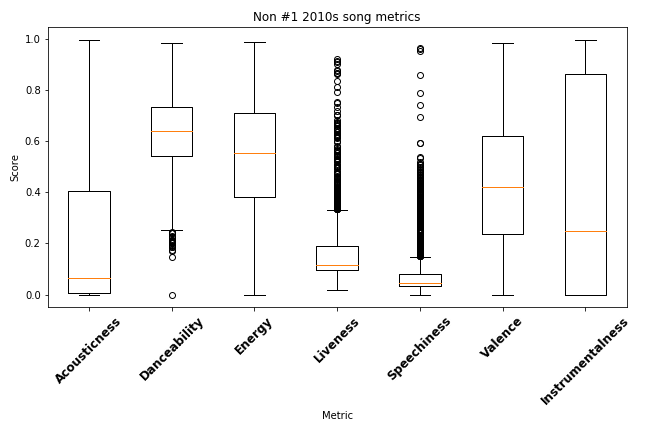 Non #1 2010s song metrics
1.0
0.8
0.6
0.4
0.2
0.0
Score
Acousticness
Danceability
Energy
Liveness
Speechiness
Valence
Instrumentalness
Metric